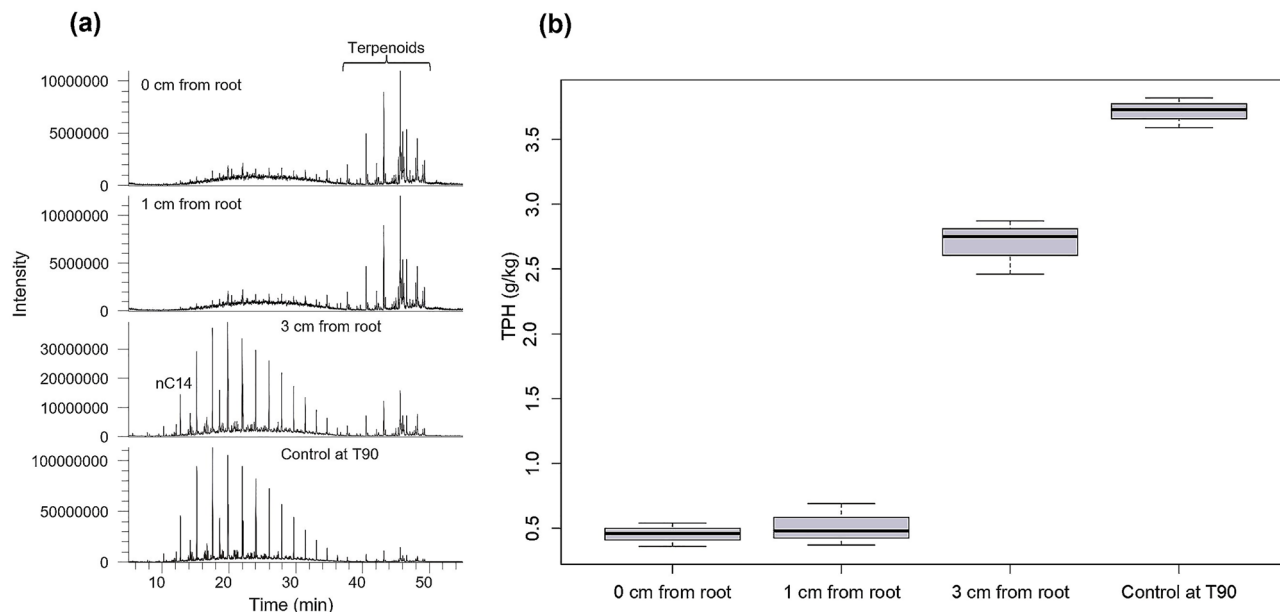 (a)
Terpenoids
0 cm from root
10000000
5000000
0
1 cm from root
10000000
5000000
0
3 cm from root
30000000
20000000
10000000
0
nC14
Control at T90
100000000
50000000
0
Intensity
10 20 30 40 50
Time (min)
(b)
TPH (g/kg)
3.5
3.0
2.5
2.0
1.5
1.0
0.5
0 cm from root 1 cm from root 3 cm from root Control at T90